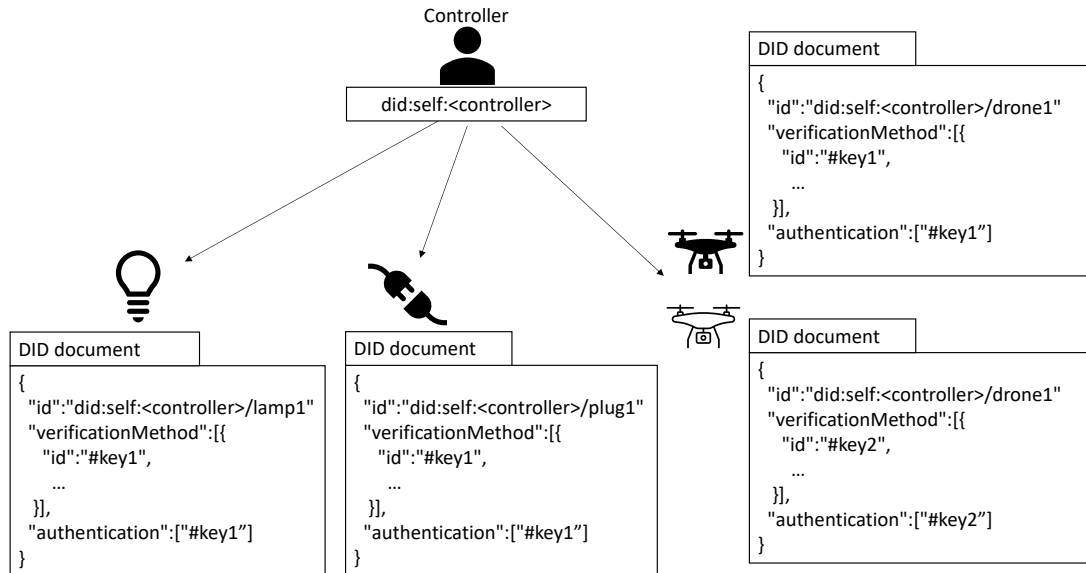 Controller
did:self:<controller>
DID document
{
"id":"did:self:<controller>/drone1"
"verificationMethod":[{
"id":"#key1",
...
}],
"authentication":["#key1”]
}
DID document
{
"id":"did:self:<controller>/lamp1"
"verificationMethod":[{
"id":"#key1",
...
}],
"authentication":["#key1”]
}
DID document
{
"id":"did:self:<controller>/plug1"
"verificationMethod":[{
"id":"#key1",
...
}],
"authentication":["#key1”]
}
DID document
{
"id":"did:self:<controller>/drone1"
"verificationMethod":[{
"id":"#key2",
...
}],
"authentication":["#key2”]
}